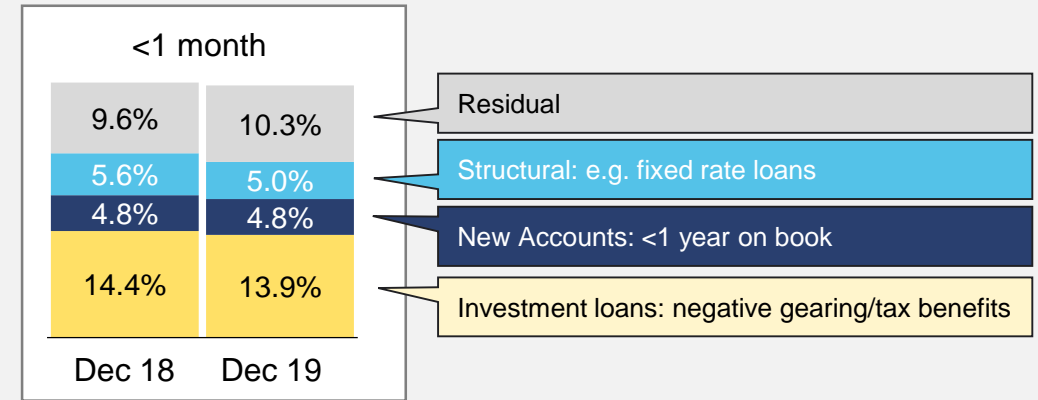 <1 month
9.6%
10.3%
5.6%
5.0%
4.8%
4.8%
14.4%
13.9%
Dec 18
Dec 19
Residual
Structural: e.g. fixed rate loans
New Accounts: <1 year on book
Investment loans: negative gearing/tax benefits